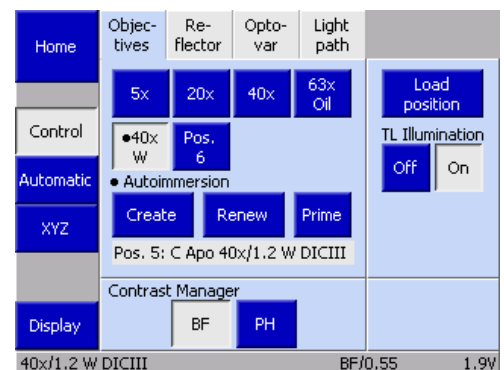 Home
Objec-
tives
Re-
flector
Opto-
var
Light
path
5x
20x
40x
63x
Oil
Load
position
Control
●40x
W
Pos.
6
TL Illumination
Off
On
Automatic
● Autoimmersion
XYZ
Create
Renew
Prime
Pos. 5: C Apo 40x/1.2 W DICIII
Contrast Manager
Display
BF
PH
40x/1.2 W DICIII
BF/0.55
1.9V